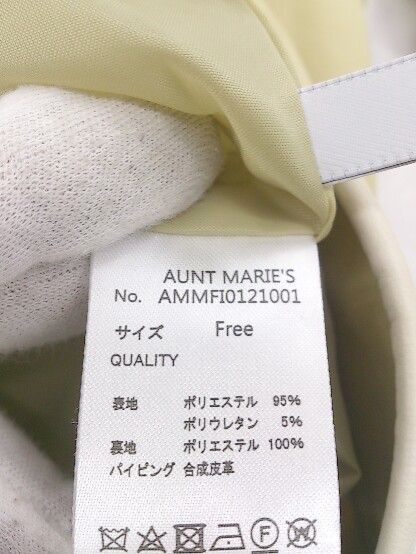 AUNT MARIE'S
No. AMMFI0121001
サイズ Free
QUALITY
表地 ポリエステル 95%
ポリウレタン 5%
裏地 ポリエステル 100%
パイピング 合成皮革